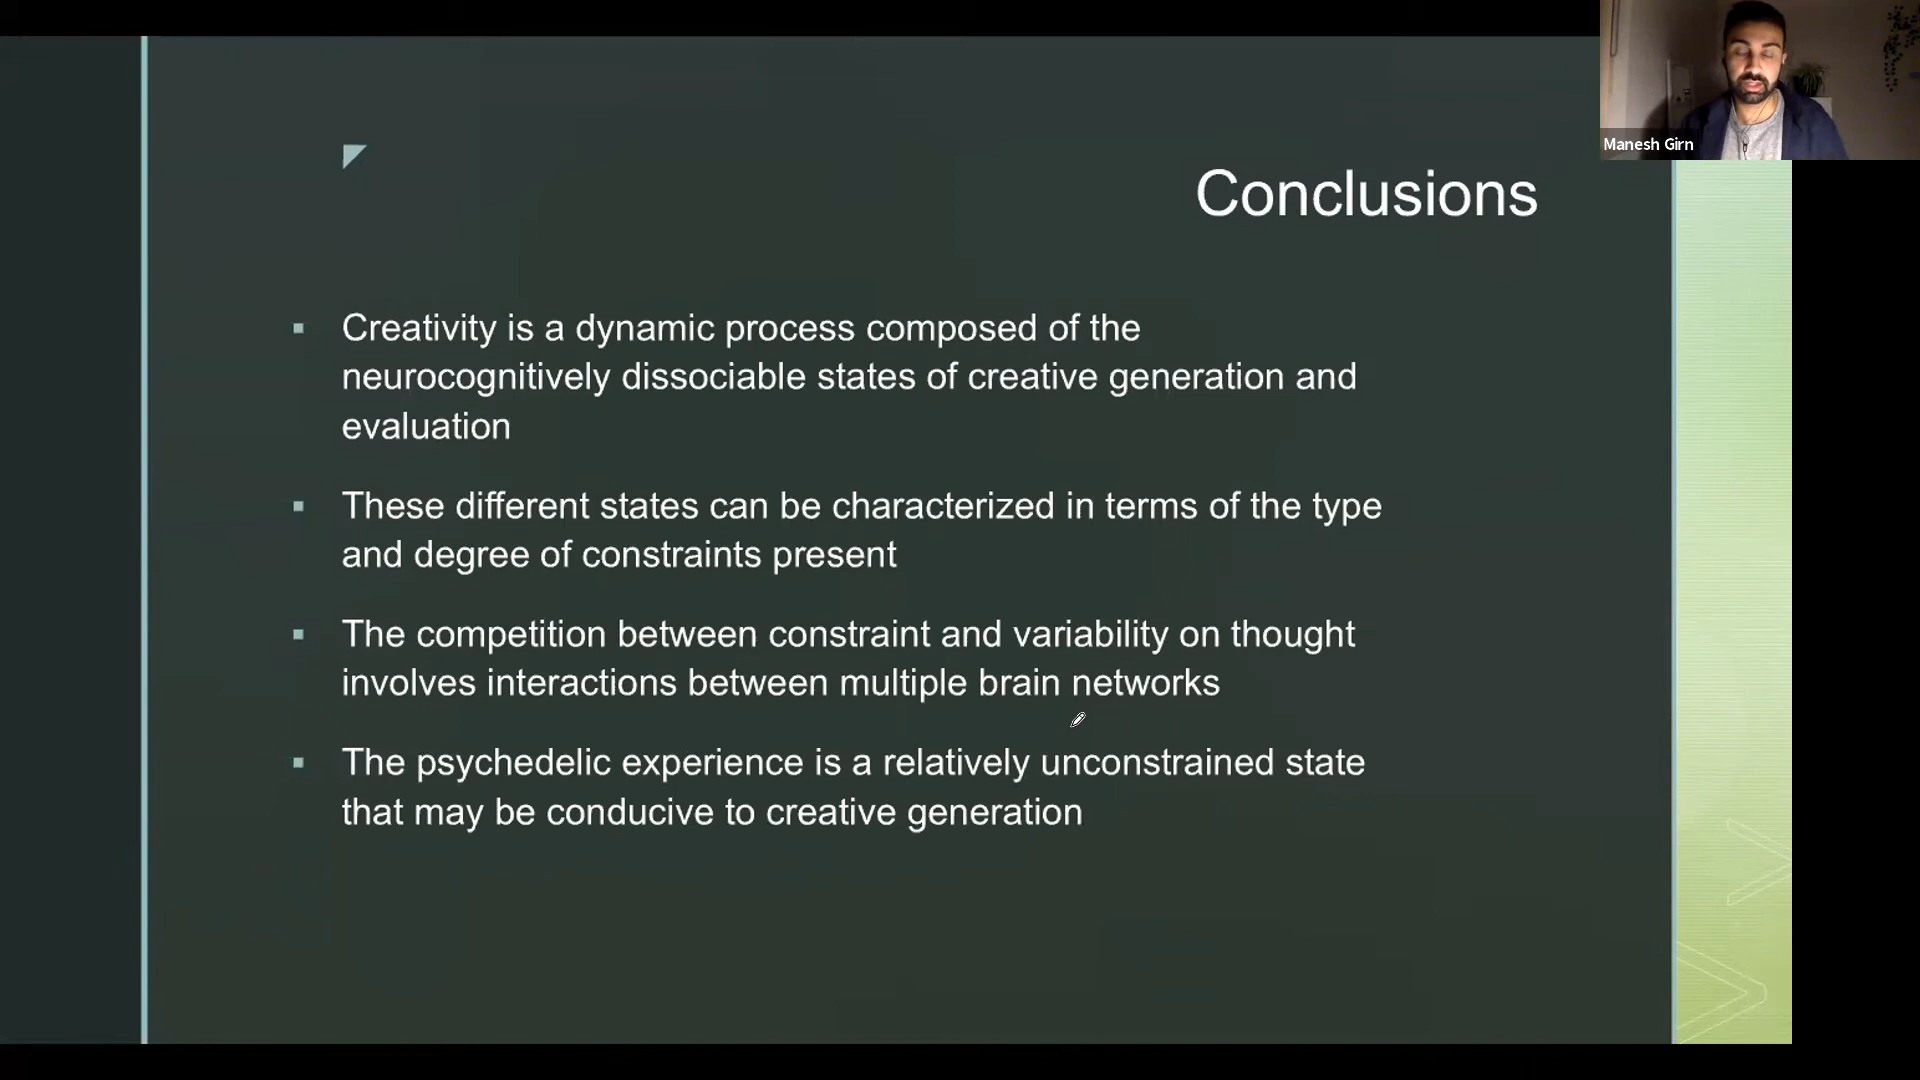 Manesh Girn
Conclusions
▪ Creativity is a dynamic process composed of the
neurocognitively dissociable states of creative generation and
evaluation
▪ These different states can be characterized in terms of the type
and degree of constraints present
▪ The competition between constraint and variability on thought
involves interactions between multiple brain networks
▪ The psychedelic experience is a relatively unconstrained state
that may be conducive to creative generation